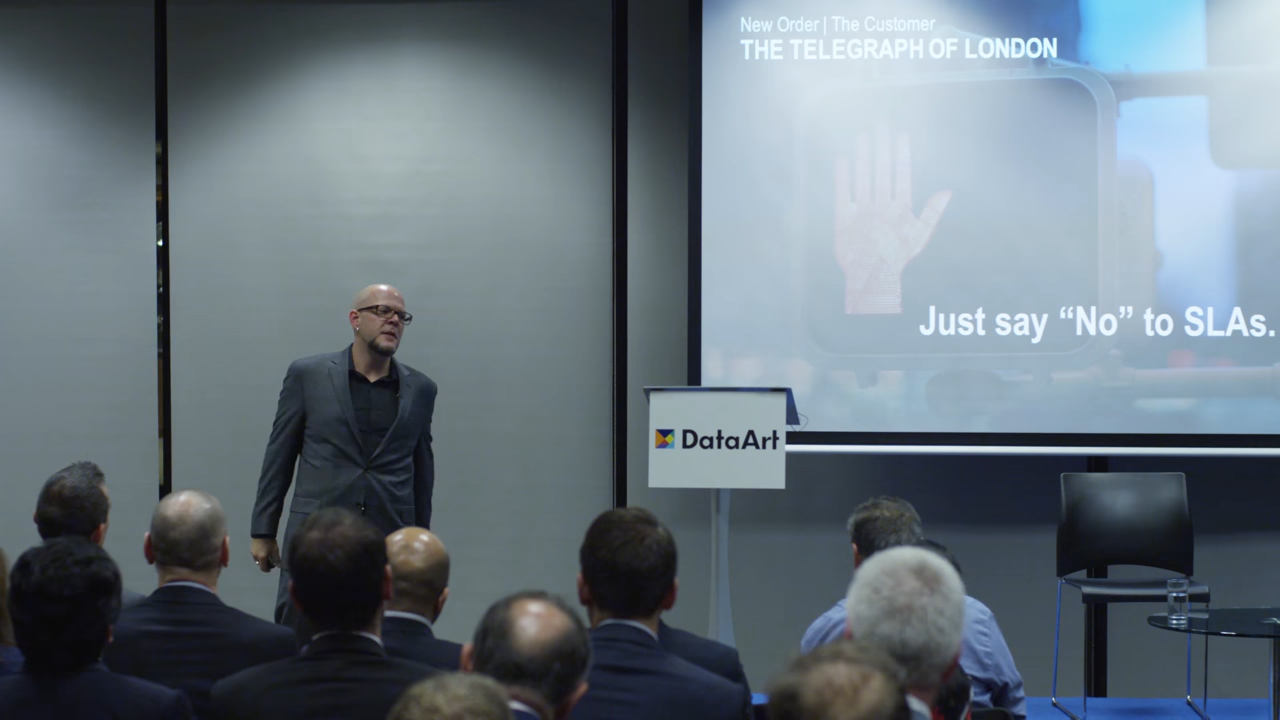 New Order | The Customer
THE TELEGRAPH OF LONDON
Just say “No” to SLAs.
DataArt